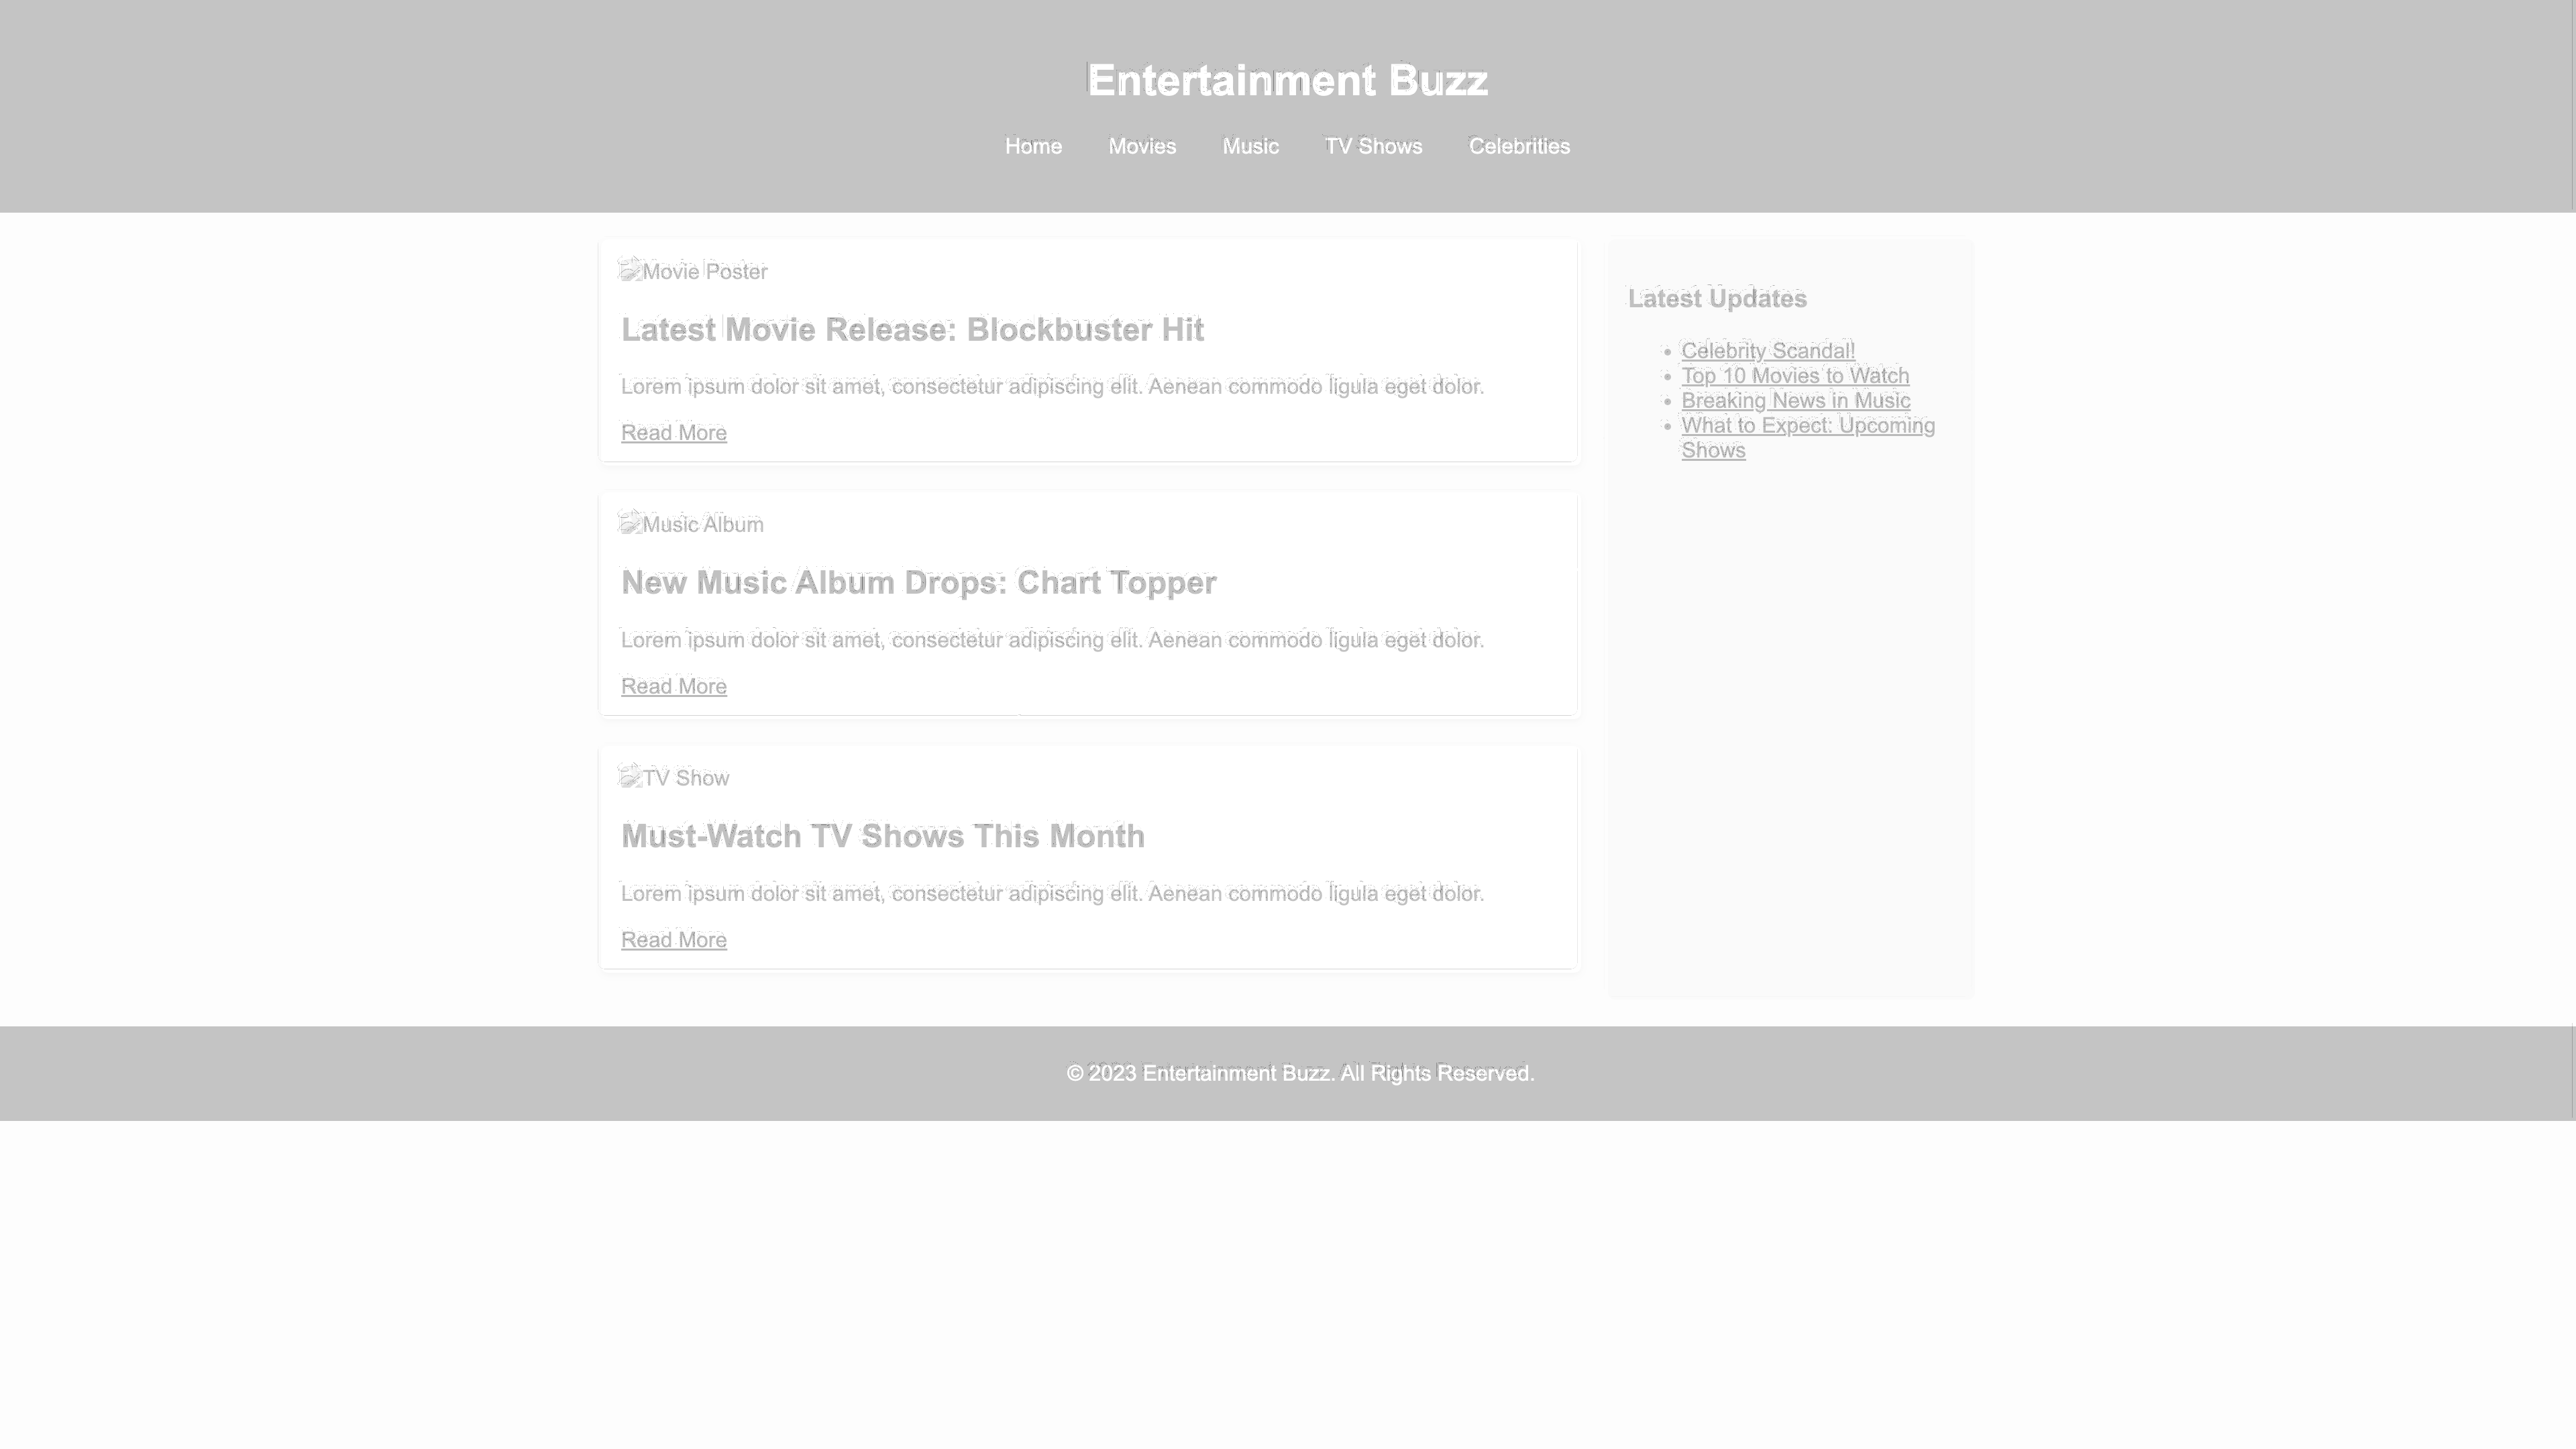 Entertainment Buzz
Home Movies Music TV Shows Celebrities
Movie Poster
Latest Movie Release: Blockbuster Hit
Lorem ipsum dolor sit amet, consectetur adipiscing elit. Aenean commodo ligula eget dolor.
Read More
Music Album
New Music Album Drops: Chart Topper
Lorem ipsum dolor sit amet, consectetur adipiscing elit. Aenean commodo ligula eget dolor.
Read More
TV Show
Must-Watch TV Shows This Month
Lorem ipsum dolor sit amet, consectetur adipiscing elit. Aenean commodo ligula eget dolor.
Read More
Latest Updates
• Celebrity Scandal!
• Top 10 Movies to Watch
• Breaking News in Music
• What to Expect: Upcoming
Shows
© 2023 Entertainment Buzz. All Rights Reserved.